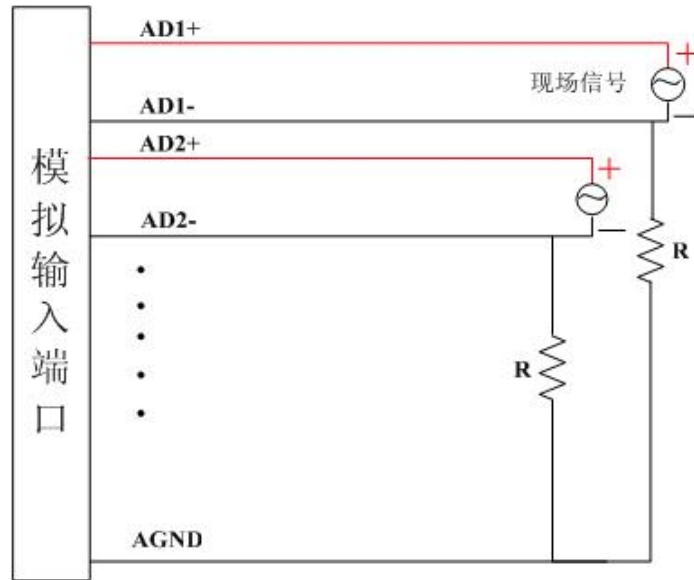 AD1+
+
现场信号
AD1-
—
AD2+
+
AD2-
—
R
R
AGND
模拟输入端口